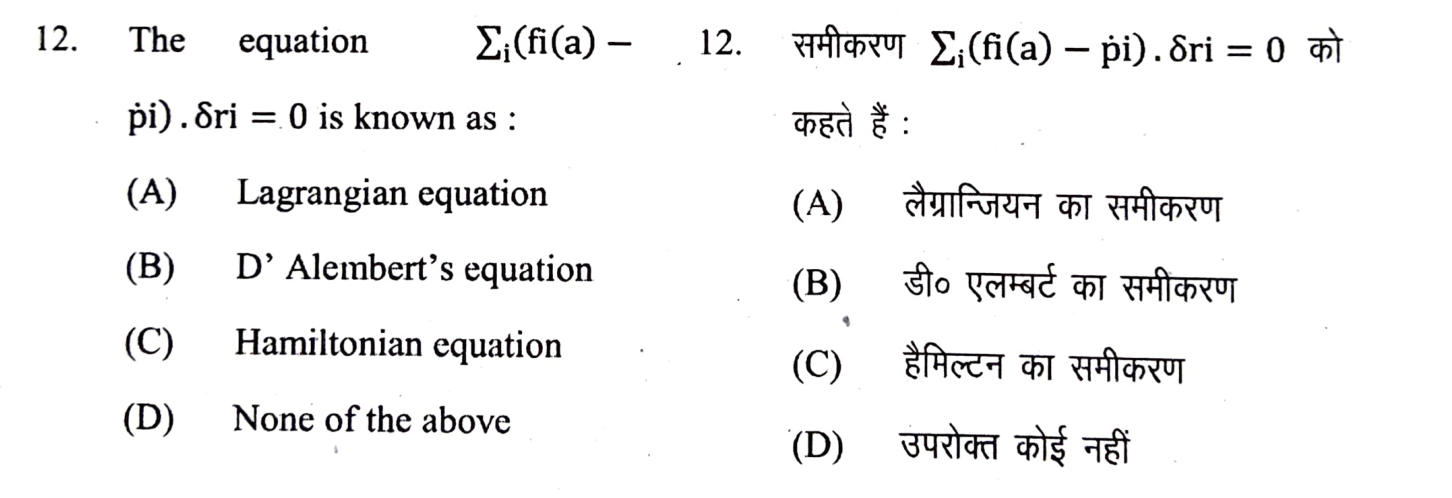 12. The equation ∑ᵢ(fi(a) −
ṗi) . δri = 0 is known as :
(A) Lagrangian equation
(B) D’ Alembert’s equation
(C) Hamiltonian equation
(D) None of the above
12. समीकरण ∑ᵢ(fi(a) − ṗi) . δri = 0 को
कहते हैं :
(A) लैग्रान्जियन का समीकरण
(B) डी० एलम्बर्ट का समीकरण
(C) हैमिल्टन का समीकरण
(D) उपरोक्त कोई नहीं